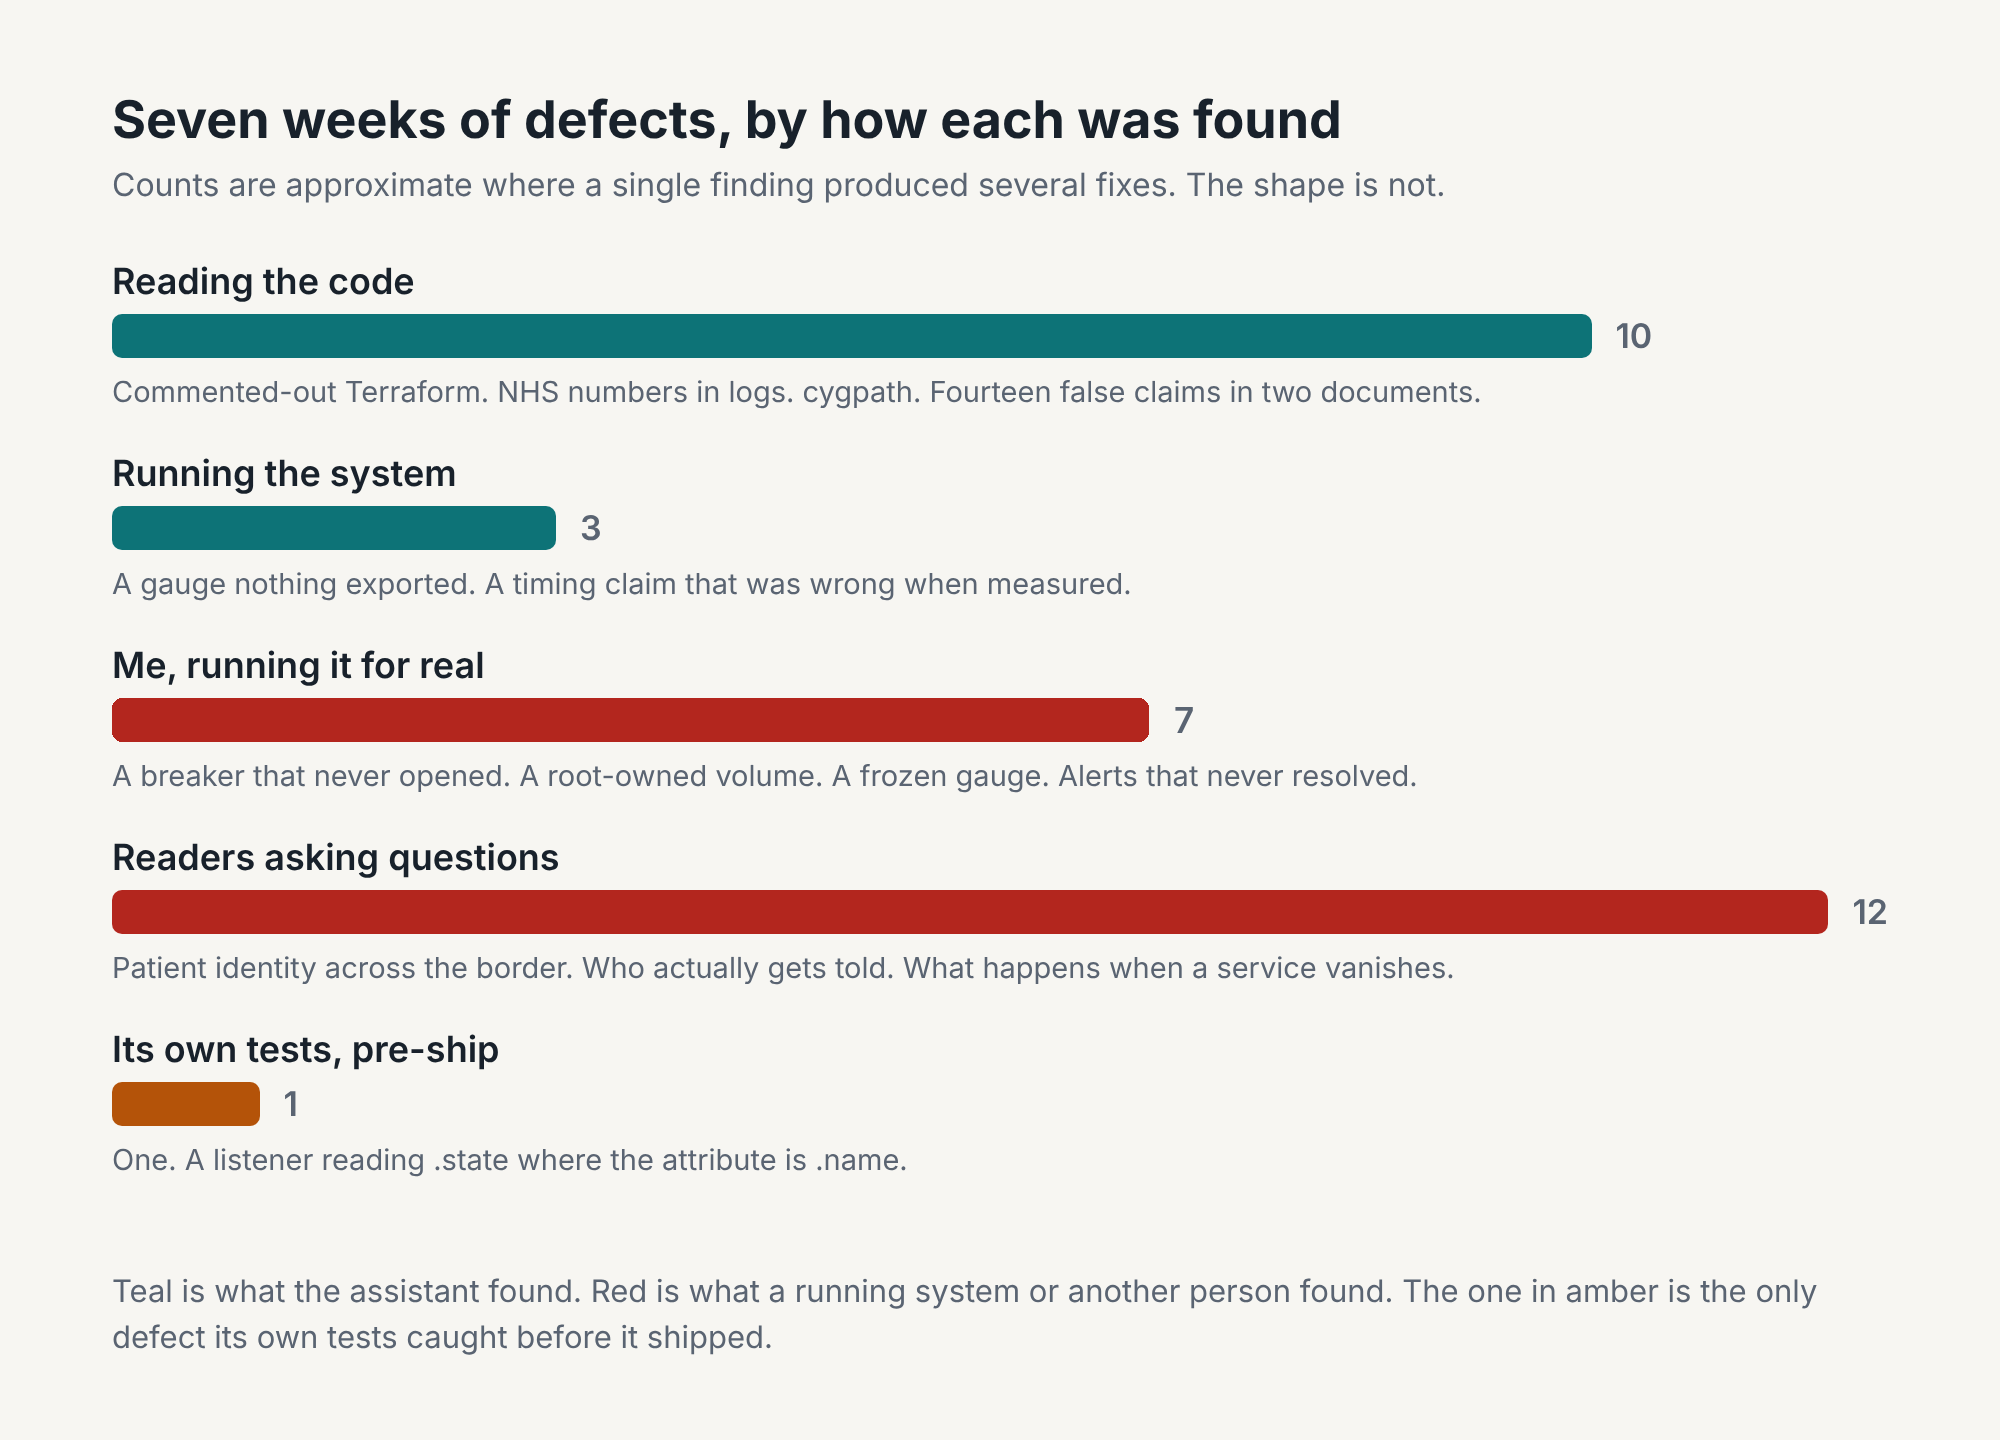 Seven weeks of defects, by how each was found
Counts are approximate where a single finding produced several fixes. The shape is not.
Reading the code
10
Commented-out Terraform. NHS numbers in logs. cygpath. Fourteen false claims in two documents.
Running the system
3
A gauge nothing exported. A timing claim that was wrong when measured.
Me, running it for real
7
A breaker that never opened. A root-owned volume. A frozen gauge. Alerts that never resolved.
Readers asking questions
12
Patient identity across the border. Who actually gets told. What happens when a service vanishes.
Its own tests, pre-ship
1
One. A listener reading .state where the attribute is .name.
Teal is what the assistant found. Red is what a running system or another person found. The one in amber is the only
defect its own tests caught before it shipped.